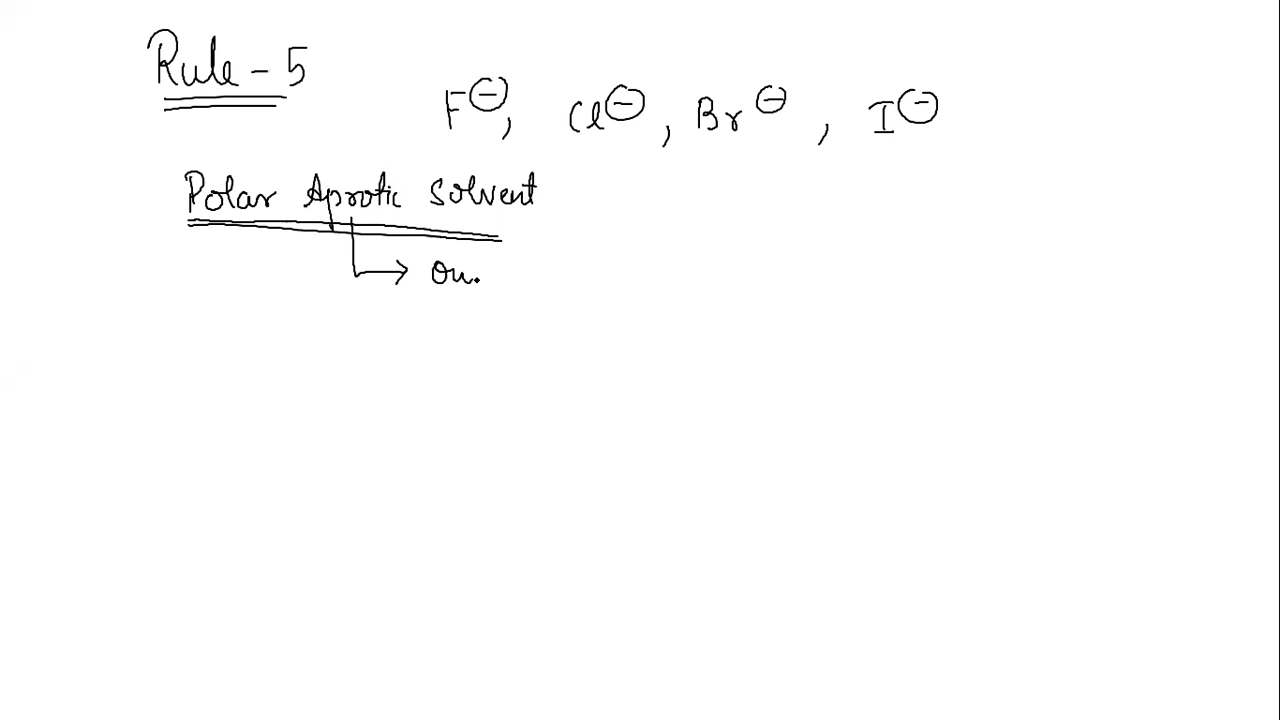 Rule - 5
F⊖, Cl⊖, Br⊖, I⊖
Polar Aprotic Solvent
→ On.